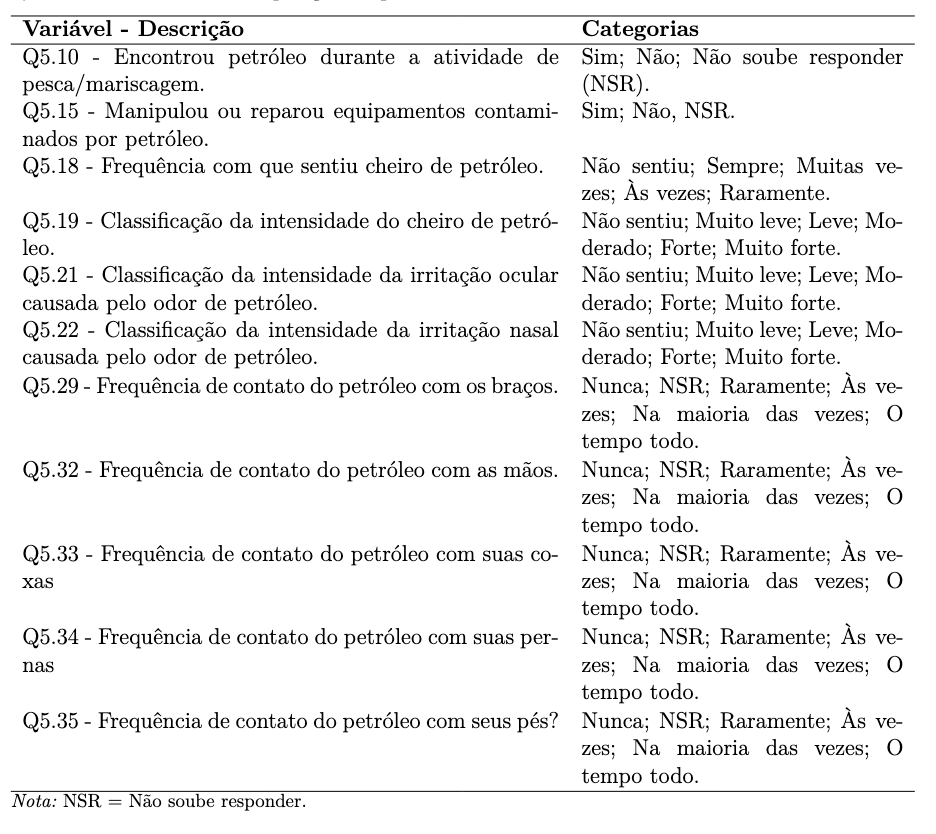 Variável - Descrição Categorias
Q5.10 - Encontrou petróleo durante a atividade de Sim; Não; Não soube responder
pesca/mariscagem. (NSR).
Q5.15 - Manipulou ou reparou equipamentos contami- Sim; Não, NSR.
nados por petróleo.
Q5.18 - Frequência com que sentiu cheiro de petróleo. Não sentiu; Sempre; Muitas ve-
zes; Às vezes; Raramente.
Q5.19 - Classificação da intensidade do cheiro de petró- Não sentiu; Muito leve; Leve; Mo-
leo. derado; Forte; Muito forte.
Q5.21 - Classificação da intensidade da irritação ocular Não sentiu; Muito leve; Leve; Mo-
causada pelo odor de petróleo. derado; Forte; Muito forte.
Q5.22 - Classificação da intensidade da irritação nasal Não sentiu; Muito leve; Leve; Mo-
causada pelo odor de petróleo. derado; Forte; Muito forte.
Q5.29 - Frequência de contato do petróleo com os braços. Nunca; NSR; Raramente; Às ve-
zes; Na maioria das vezes; O
tempo todo.
Q5.32 - Frequência de contato do petróleo com as mãos. Nunca; NSR; Raramente; Às ve-
zes; Na maioria das vezes; O
tempo todo.
Q5.33 - Frequência de contato do petróleo com suas co- Nunca; NSR; Raramente; Às ve-
xas zes; Na maioria das vezes; O
tempo todo.
Q5.34 - Frequência de contato do petróleo com suas per- Nunca; NSR; Raramente; Às ve-
nas zes; Na maioria das vezes; O
tempo todo.
Q5.35 - Frequência de contato do petróleo com seus pés? Nunca; NSR; Raramente; Às ve-
zes; Na maioria das vezes; O
tempo todo.
Nota: NSR = Não soube responder.